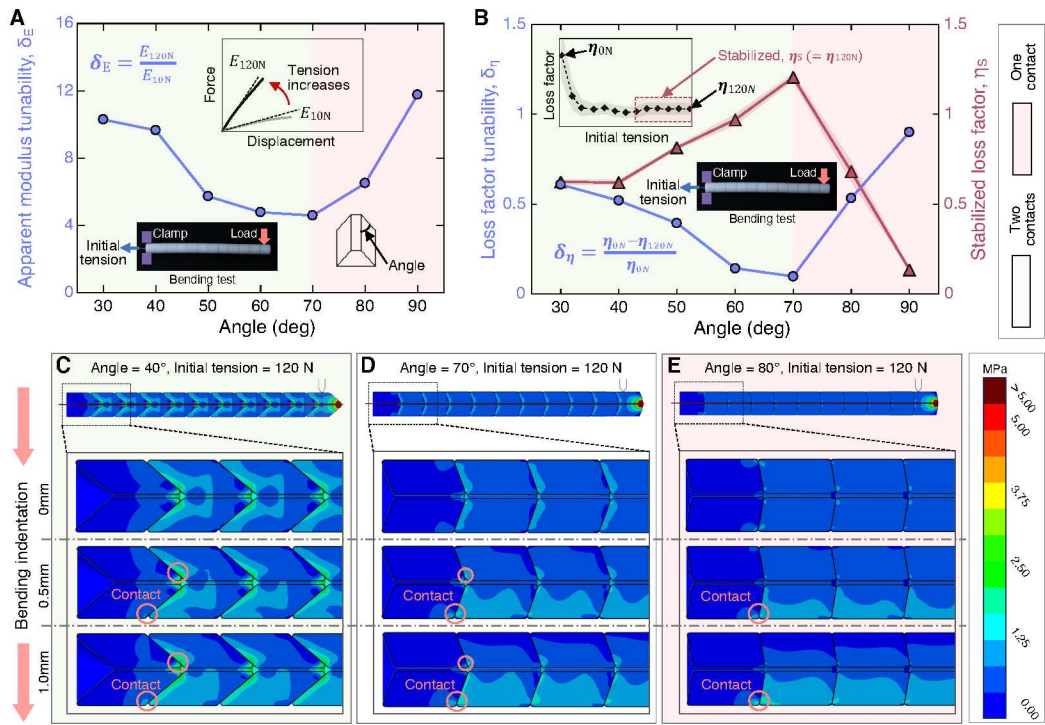 A
Apparent modulus tunability, δE
16
12
8
4
0
δE = E120N / E10N
Force
E120N
Tension
increases
E10N
Displacement
Initial
tension
Clamp
Load
Bending test
Angle
30 40 50 60 70 80 90
Angle (deg)
B
Loss factor tunability, δη
1.5
1
0.5
0
Loss factor
η0N
Stabilized, ηS (= η120N)
η120N
Initial tension
Initial
tension
Clamp
Load
Bending test
δη = η0N−η120N / η0N
30 40 50 60 70 80 90
Angle (deg)
1.5
1
0.5
0
Stabilized loss factor, ηS
One
contact
Two
contacts
Bending indentation
0mm
0.5mm
1.0mm
C
Angle = 40°, Initial tension = 120 N
Contact
Contact
D
Angle = 70°, Initial tension = 120 N
Contact
Contact
E
Angle = 80°, Initial tension = 120 N
Contact
Contact
MPa
>5.00
5.00
3.75
2.50
1.25
0.00